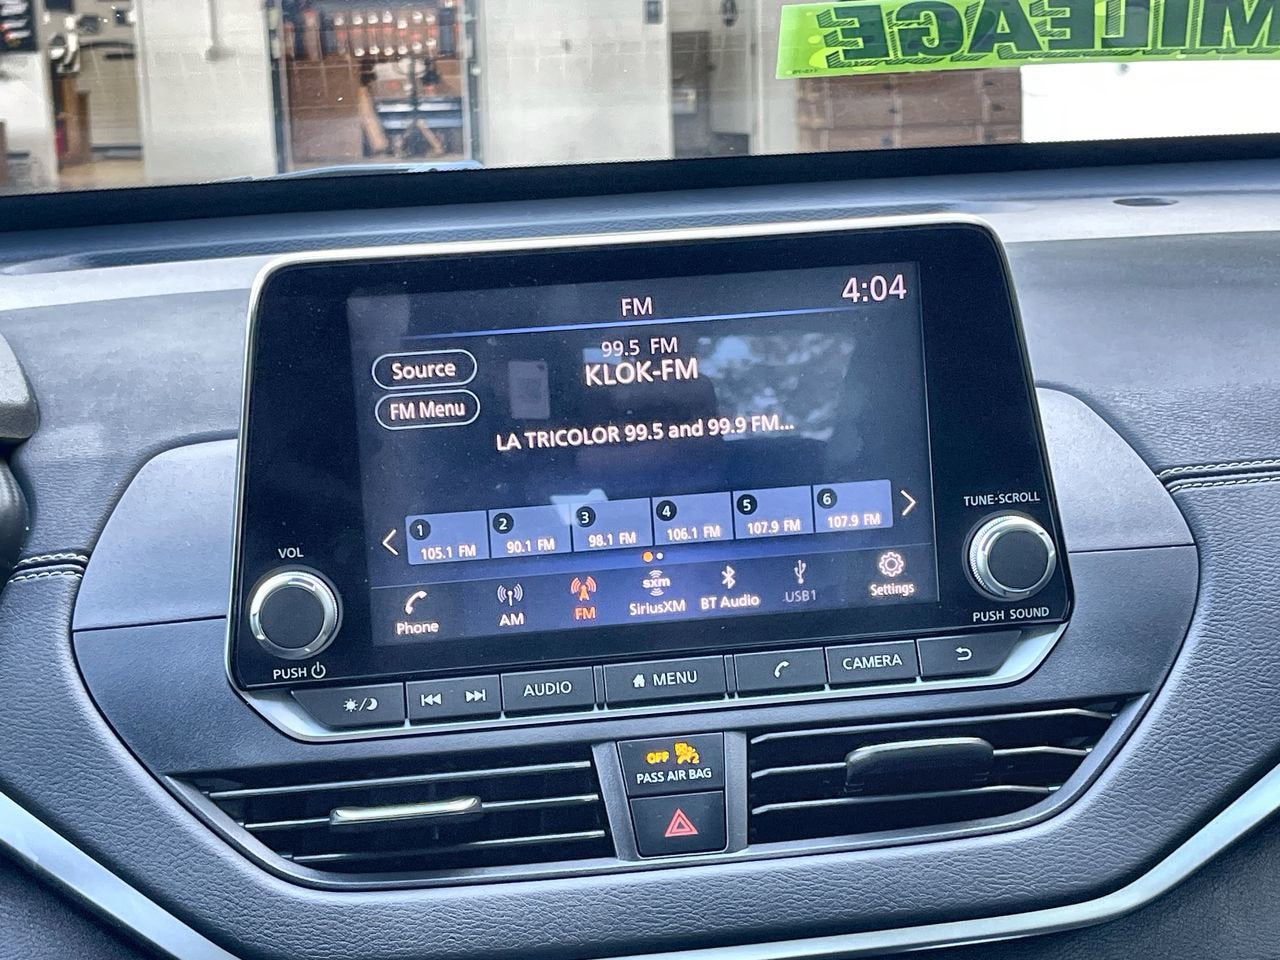 MILEAGE
FM
4:04
99.5 FM
KLOK-FM
Source
FM Menu
LA TRICOLOR 99.5 and 99.9 FM...
1
105.1 FM
2
90.1 FM
3
98.1 FM
4
106.1 FM
5
107.9 FM
6
107.9 FM
Phone
AM
FM
sxm
SiriusXM
BT Audio
USB1
Settings
VOL
PUSH
TUNE·SCROLL
PUSH SOUND
AUDIO
MENU
CAMERA
OFF
2
PASS AIR BAG